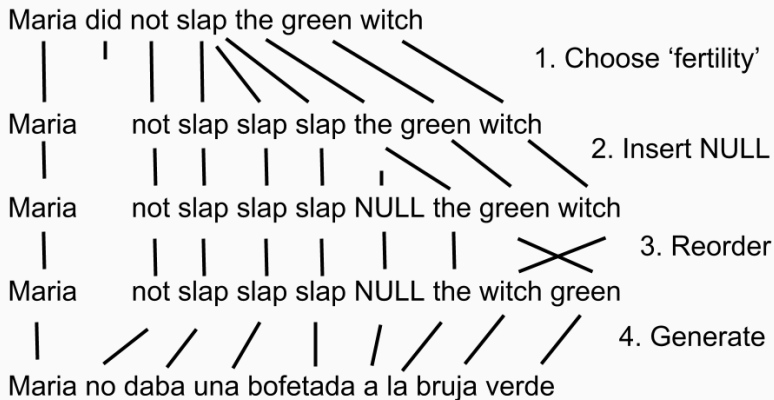 Maria did not slap the green witch
1. Choose ‘fertility’
Maria not slap slap slap the green witch
2. Insert NULL
Maria not slap slap slap NULL the green witch
3. Reorder
Maria not slap slap slap NULL the witch green
4. Generate
Maria no daba una bofetada a la bruja verde